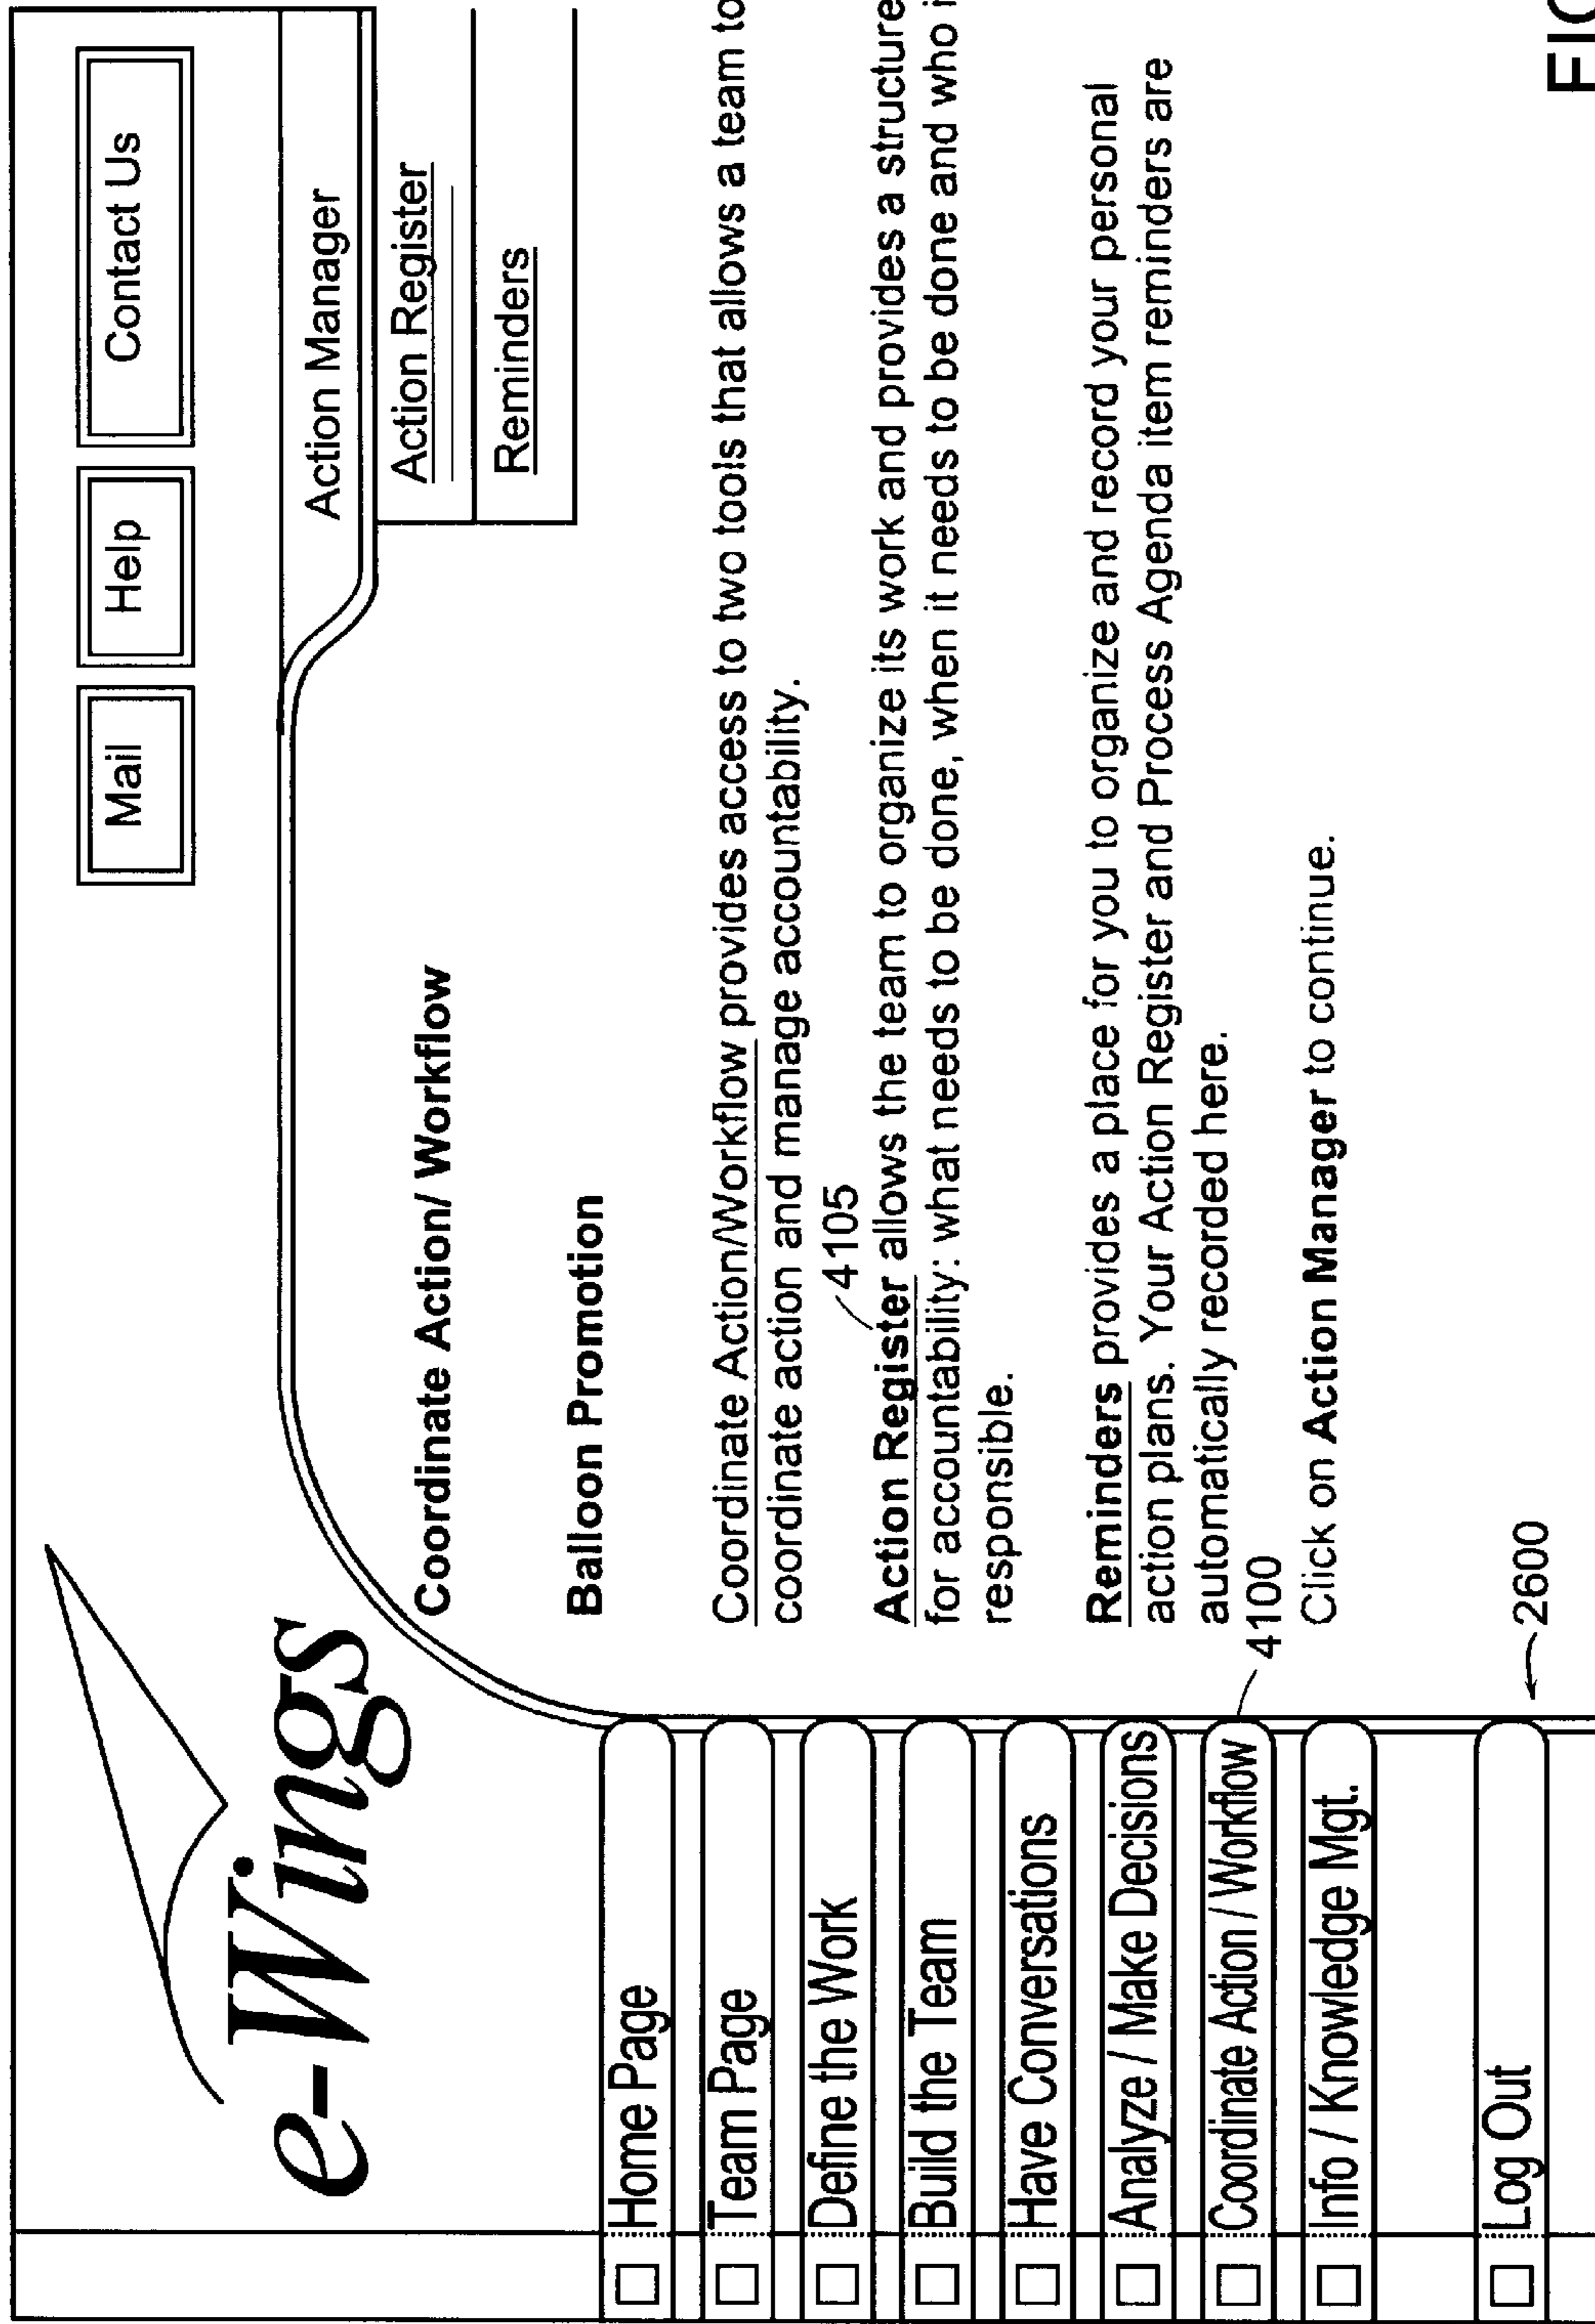 e-Wings
Mail
Help
Contact Us
Action Manager
Action Register
Reminders
Home Page
Team Page
Define the Work
Build the Team
Have Conversations
Analyze / Make Decisions
Coordinate Action / Workflow
Info / Knowledge Mgt.
Log Out
Coordinate Action/ Workflow
Balloon Promotion
Coordinate Action/Workflow provides access to two tools that allows a team to
coordinate action and manage accountability.
4105
Action Register allows the team to organize its work and provides a structure
for accountability: what needs to be done, when it needs to be done and who
responsible.
Reminders provides a place for you to organize and record your personal
action plans. Your Action Register and Process Agenda item reminders are
automatically recorded here.
4100
Click on Action Manager to continue.
2600